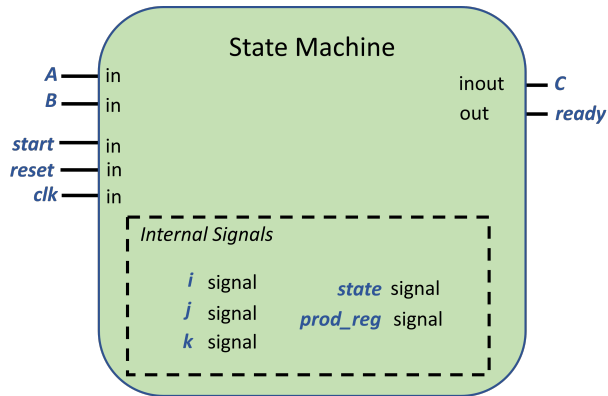 State Machine
A in
B in
start in
reset in
clk in
inout C
out ready
Internal Signals
i signal
j signal
k signal
state signal
prod_reg signal